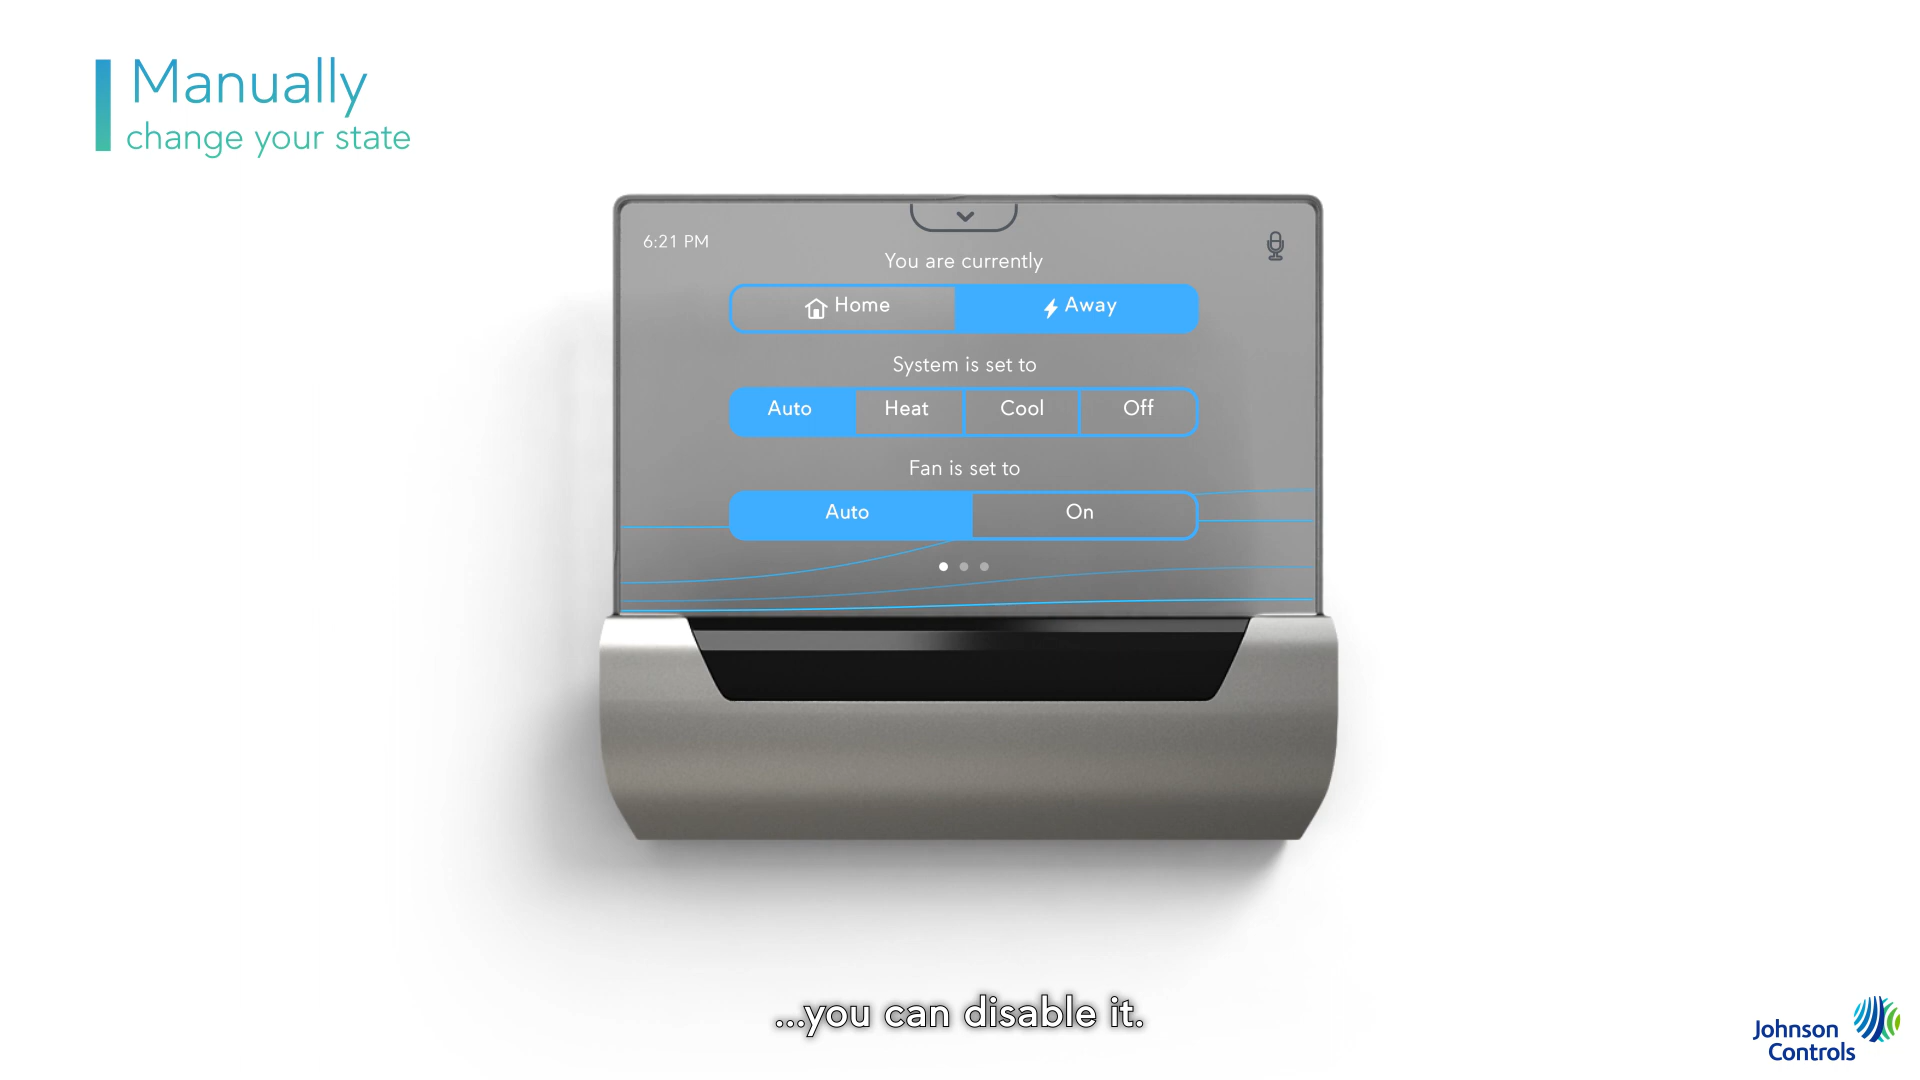 Manually
change your state
6:21 PM
You are currently
Home Away
System is set to
Auto Heat Cool Off
Fan is set to
Auto On
...you can disable it.
Johnson
Controls